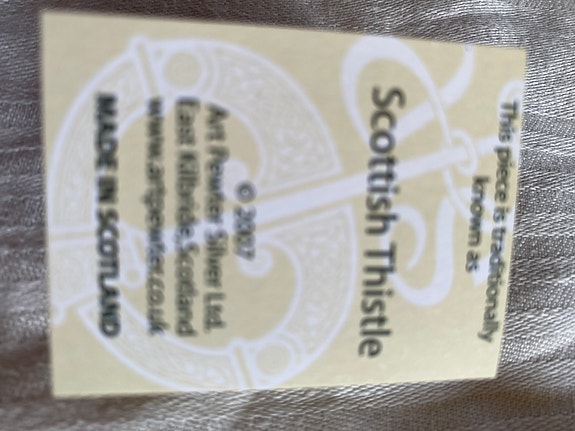 This piece is traditionally
known as
Scottish Thistle
© 2007
Art Pewter Silver Ltd.
East Kilbride,Scotland
www.artpewter.co.uk
MADE IN SCOTLAND